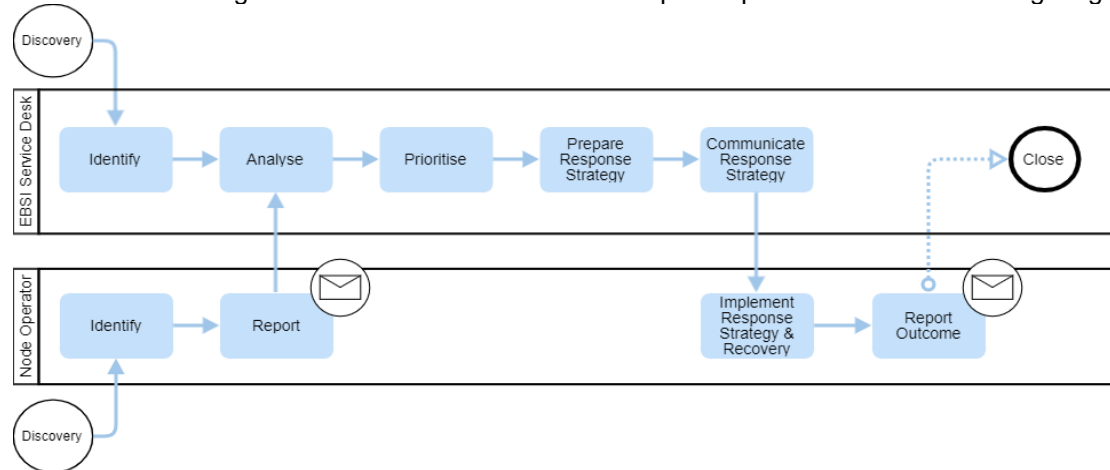 Discovery
EBSI Service Desk
Identify
Analyse
Prioritise
Prepare
Response
Strategy
Communicate
Response
Strategy
Close
Node Operator
Identify
Report
Implement
Response
Strategy &
Recovery
Report
Outcome
Discovery